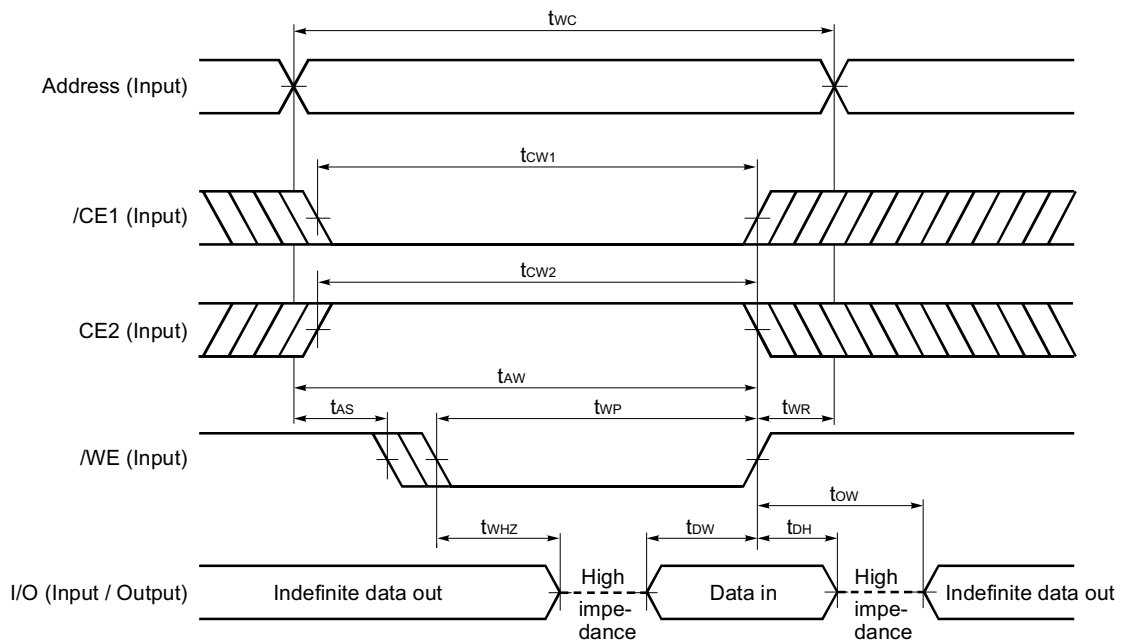 tWC
Address (Input)
tCW1
/CE1 (Input)
tCW2
CE2 (Input)
tAW
tAS
tWP
tWR
/WE (Input)
tOW
tWHZ
tDW
tDH
I/O (Input / Output)
Indefinite data out
High
impe-
dance
Data in
High
impe-
dance
Indefinite data out